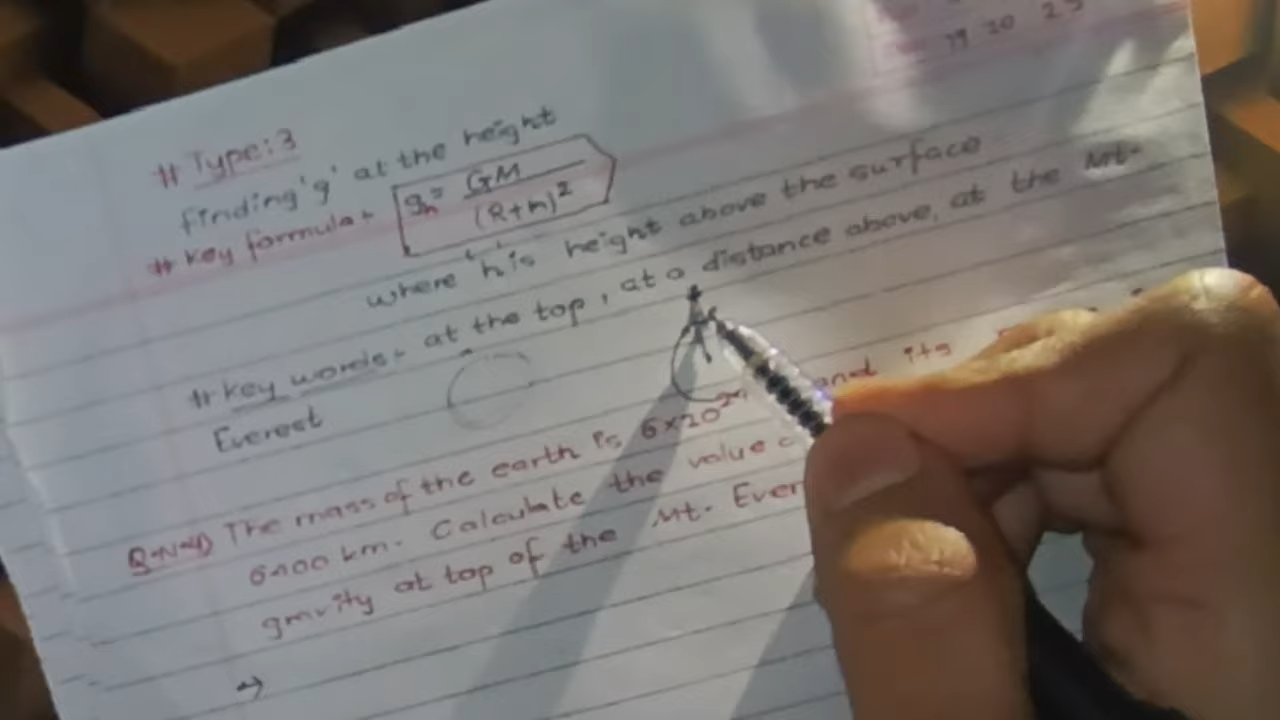 19 20 25
# Type:3
finding 'g' at the height
# Key formula:- gh = GM/(R+h)²
where 'h' is height above the surface
# Key words:- at the top, at a distance above, at the Mt.
Everest
Q.N.4) The mass of the earth is 6×20²⁴ and its
6400 km. Calculate the value
gravity at top of the Mt. Ever
→